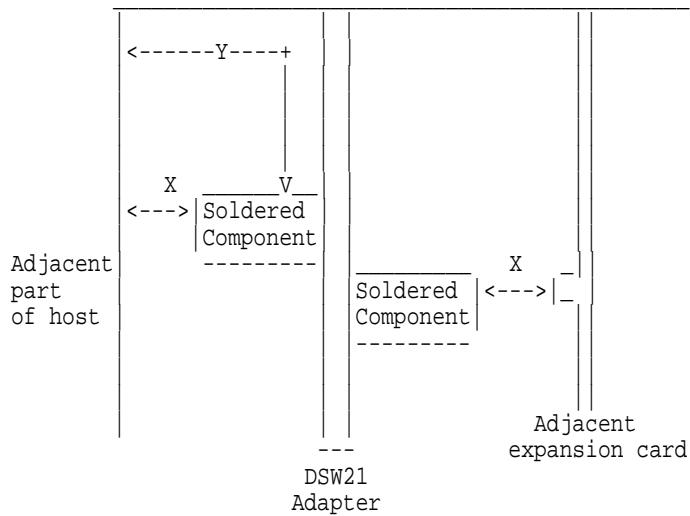 Y
X
V
Soldered
Component
Adjacent
part
of host
Soldered
Component
X
Adjacent
expansion card
DSW21
Adapter